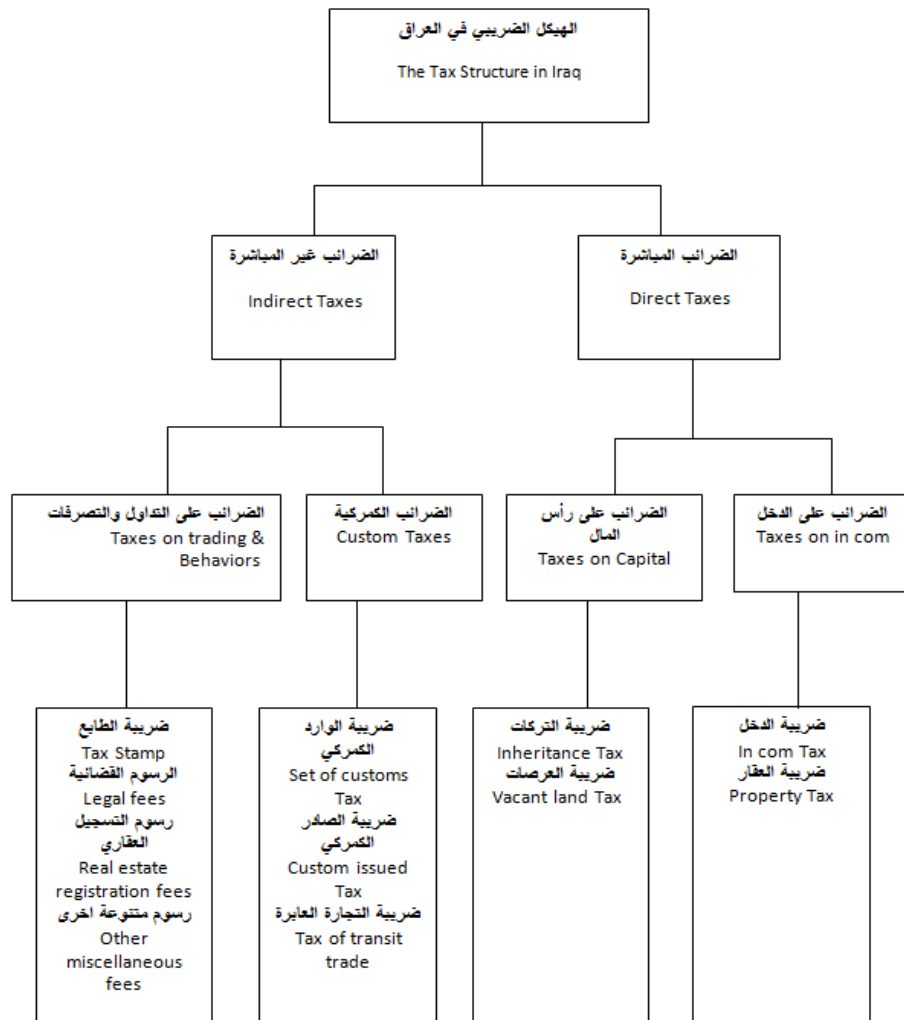 الهيكل الضريبي في العراق
The Tax Structure in Iraq
الضرائب غير المباشرة
Indirect Taxes
الضرائب المباشرة
Direct Taxes
الضرائب على التداول والتصرفات
Taxes on trading &
Behaviors
الضرائب الكمركية
Custom Taxes
الضرائب على رأس
المال
Taxes on Capital
الضرائب على الدخل
Taxes on in com
ضريبة الطابع
Tax Stamp
الرسوم القضائية
Legal fees
رسوم التسجيل
العقاري
Real estate
registration fees
رسوم متنوعة اخرى
Other
miscellaneous
fees
ضريبة الوارد
الكمركي
Set of customs
Tax
ضريبة الصادر
الكمركي
Custom issued
Tax
ضريبة التجارة العابرة
Tax of transit
trade
ضريبة التركات
Inheritance Tax
ضريبة العرصات
Vacant land Tax
ضريبة الدخل
In com Tax
ضريبة العقار
Property Tax